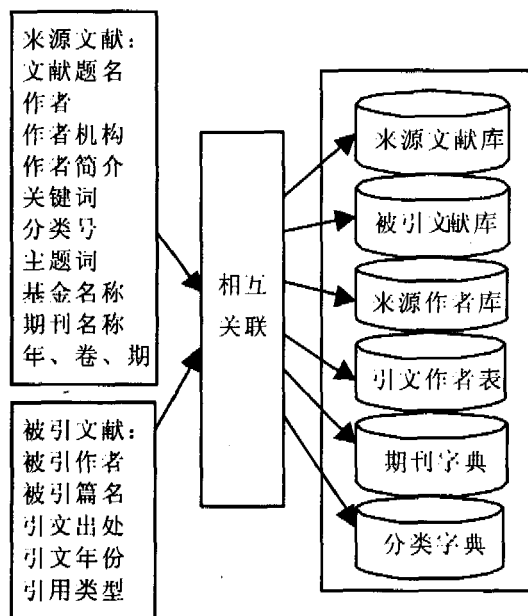 来源文献：
文献题名
作者
作者机构
作者简介
关键词
分类号
主题词
基金名称
期刊名称
年、卷、期
被引文献：
被引作者
被引篇名
引文出处
引文年份
引用类型
相互
关联
来源文献库
被引文献库
来源作者库
引文作者表
期刊字典
分类字典